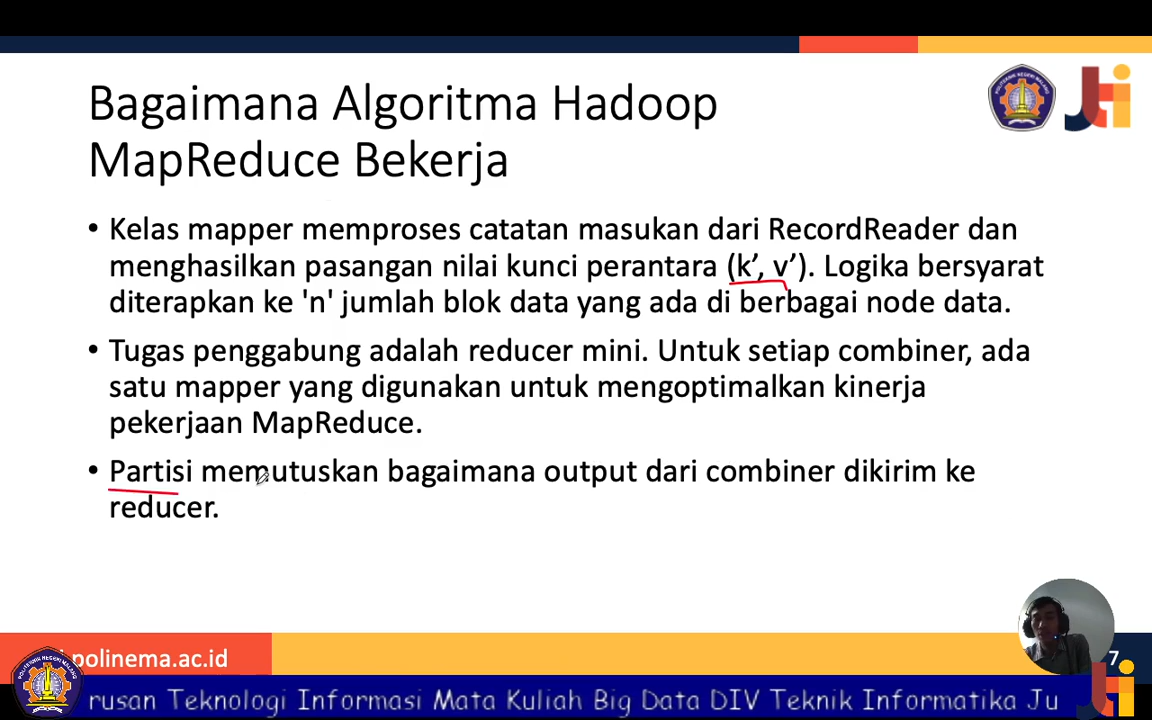 Bagaimana Algoritma Hadoop
MapReduce Bekerja
• Kelas mapper memproses catatan masukan dari RecordReader dan
menghasilkan pasangan nilai kunci perantara (k’, v’). Logika bersyarat
diterapkan ke 'n' jumlah blok data yang ada di berbagai node data.
• Tugas penggabung adalah reducer mini. Untuk setiap combiner, ada
satu mapper yang digunakan untuk mengoptimalkan kinerja
pekerjaan MapReduce.
• Partisi memutuskan bagaimana output dari combiner dikirim ke
reducer.
polinema.ac.id
7
rusan Teknologi Informasi Mata Kuliah Big Data DIV Teknik Informatika Ju